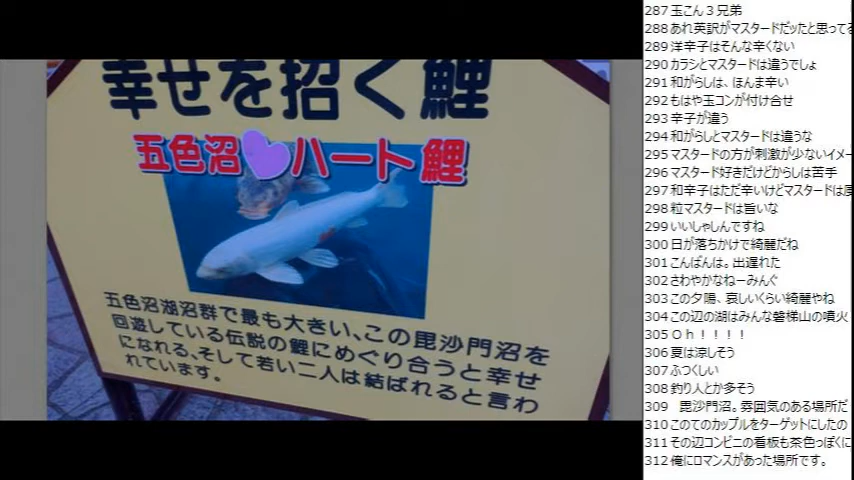 幸せを招く鯉
五色沼ハート鯉
五色沼湖沼群で最も大きい、この毘沙門沼を
回遊している伝説の鯉にめぐり合うと幸せ
になれる、そして若い二人は結ばれると言わ
れています。
287 玉こん3兄弟
288 あれ英訳がマスタードだッたと思ってる
289 洋辛子はそんな辛くない
290 カラシとマスタードは違うでしょ
291 和がらしは、ほんま辛い
292 もはや玉コンが付け合せ
293 辛子が違う
294 和がらしとマスタードは違うな
295 マスタードの方が刺激が少ないイメー
296 マスタード好きだけどからしは苦手
297 和辛子はただ辛いけどマスタードは
298 粒マスタードは旨いな
299 いいしゃしんですね
300 日が落ちかけで綺麗だね
301 こんばんは。出遅れた
302 さわやかなねーみんぐ
303 この夕陽、哀しいくらい綺麗やね
304 この辺の湖はみんな磐梯山の噴火
305 Oh!!!!
306 夏は涼しそう
307 ふつくしい
308 釣り人とか多そう
309 毘沙門沼。雰囲気のある場所だ
310 このてのカップルをターゲットにしたの
311 その辺コンビニの看板も茶色っぽくに
312 俺にロマンスがあった場所です。